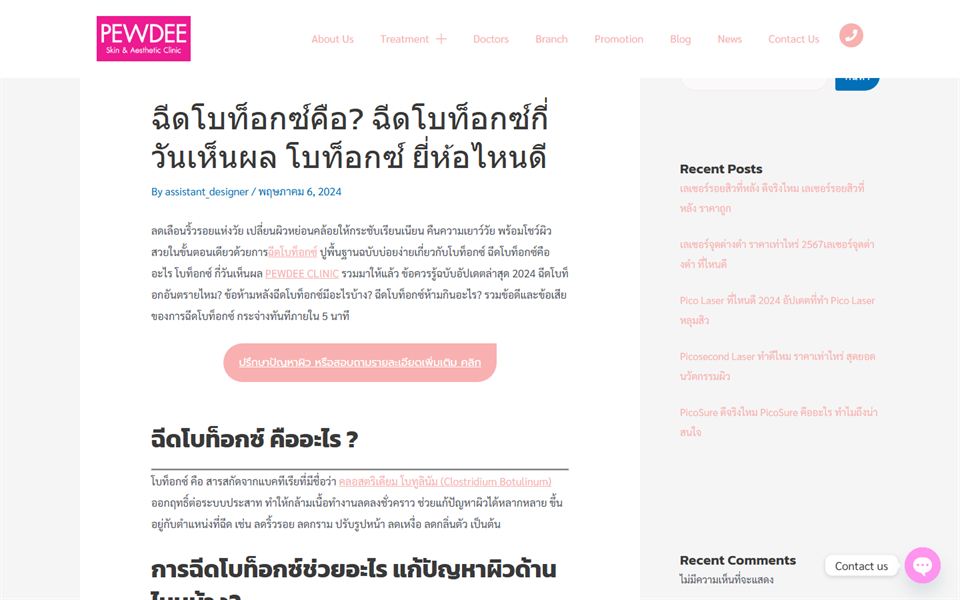 PEWDEE
Skin & Aesthetic Clinic
About Us
Treatment
Doctors
Branch
Promotion
Blog
News
Contact Us
ฉีดโบท็อกซ์คือ? ฉีดโบท็อกซ์กี่
วันเห็นผล โบท็อกซ์ ยี่ห้อไหนดี
By assistant_designer / พฤษภาคม 6, 2024
ลดเลือนริ้วรอยแห่งวัย เปลี่ยนผิวหย่อนคล้อยให้กระชับเรียบเนียน คืนความเยาว์วัย พร้อมโชว์ผิว
สวยในขั้นตอนเดียวด้วยการฉีดโบท็อกซ์ ปูพื้นฐานฉบับบ่อยง่ายเกี่ยวกับโบท็อกซ์ ฉีดโบท็อกซ์คือ
อะไร โบท็อกซ์ กี่วันเห็นผล PEWDEE CLINIC รวมมาให้แล้ว ข้อควรรู้ฉบับอัปเดตล่าสุด 2024 ฉีดโบท็
อกอันตรายไหม? ข้อห้ามหลังฉีดโบท็อกซ์มีอะไรบ้าง? ฉีดโบท็อกซ์ห้ามกินอะไร? รวมข้อดีและข้อเสีย
ของการฉีดโบท็อกซ์ กระจ่างทันทีภายใน 5 นาที
ปรึกษาปัญหาผิว หรือสอบถามรายละเอียดเพิ่มเติม คลิก
ฉีดโบท็อกซ์ คืออะไร ?
โบท็อกซ์ คือ สารสกัดจากแบคทีเรียที่มีชื่อว่า คลอสตริเดียม โบทูลินัม (Clostridium Botulinum)
ออกฤทธิ์ต่อระบบประสาท ทำให้กล้ามเนื้อทำงานลดลงชั่วคราว ช่วยแก้ปัญหาผิวได้หลากหลาย ขึ้น
อยู่กับตำแหน่งที่ฉีด เช่น ลดริ้วรอย ลดกราม ปรับรูปหน้า ลดเหงื่อ ลดกลิ่นตัว เป็นต้น
การฉีดโบท็อกซ์ช่วยอะไร แก้ปัญหาผิวด้าน
ไหนบ้าง?
Recent Posts
เลเซอร์รอยสิวที่หลัง ดีจริงไหม เลเซอร์รอยสิวที่
หลัง ราคาถูก
เลเซอร์จุดด่างดำ ราคาเท่าไหร่ 2567เลเซอร์จุดด่า
งดำ ที่ไหนดี
Pico Laser ที่ไหนดี 2024 อัปเดตที่ทำ Pico Laser
หลุมสิว
Picosecond Laser ทำดีไหม ราคาเท่าไหร่ สุดยอด
นวัตกรรมผิว
PicoSure ดีจริงไหม PicoSure คืออะไร ทำไมถึงน่า
สนใจ
Recent Comments
ไม่มีความเห็นที่จะแสดง
Contact us